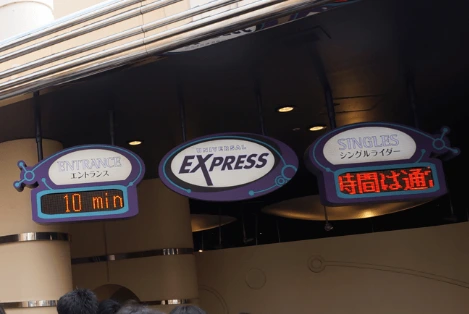 ENTRANCE
エントランス
10 min
UNIVERSAL
EXPRESS
SINGLES
シングルライダー
時間は通